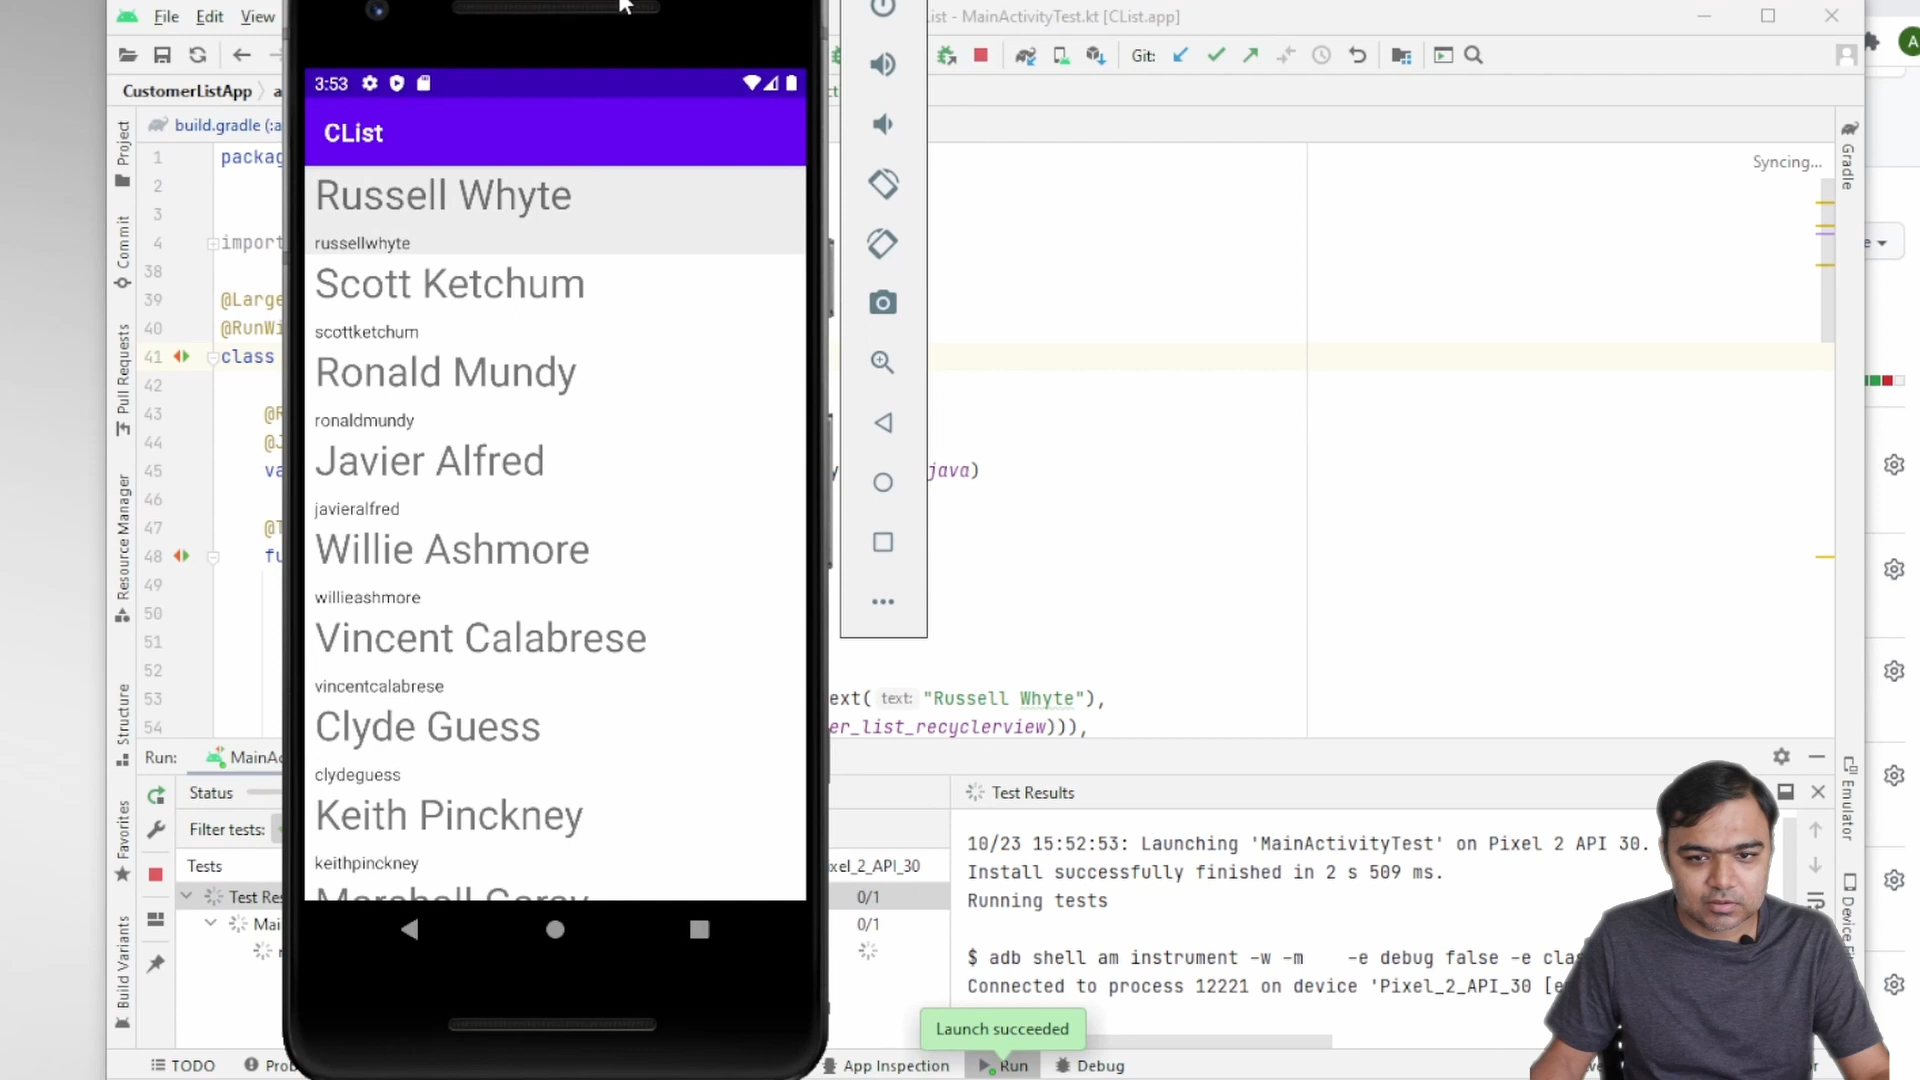 File Edit View
List - MainActivityTest.kt [CList.app]
Git:
CustomerListApp
build.gradle (:a
Syncing...
3:53
CList
Russell Whyte
russellwhyte
Scott Ketchum
scottketchum
Ronald Mundy
ronaldmundy
Javier Alfred
javieralfred
Willie Ashmore
willieashmore
Vincent Calabrese
vincentcalabrese
Clyde Guess
clydeguess
Keith Pinckney
keithpinckney
Project
Commit
Pull Requests
Resource Manager
Structure
Favorites
Build Variants
1 packag
2
3
4 import
38
39 @Large
40 @RunWi
41 class
42
43 @R
44 @J
45 va
java)
46
47 @T
48 fu
49
50
51
52
53
ext( text: "Russell Whyte"),
54
er_list_recyclerview))),
Gradle
Emulator
A
Run: MainAc
Status
Filter tests:
Tests
xel_2_API_30
Test Res
0/1
Mai
0/1
Test Results
10/23 15:52:53: Launching 'MainActivityTest' on Pixel 2 API 30.
Install successfully finished in 2 s 509 ms.
Running tests
$ adb shell am instrument -w -m -e debug false -e clas
Connected to process 12221 on device 'Pixel_2_API_30 [e
Launch succeeded
TODO
Prob
App Inspection
Run
Debug